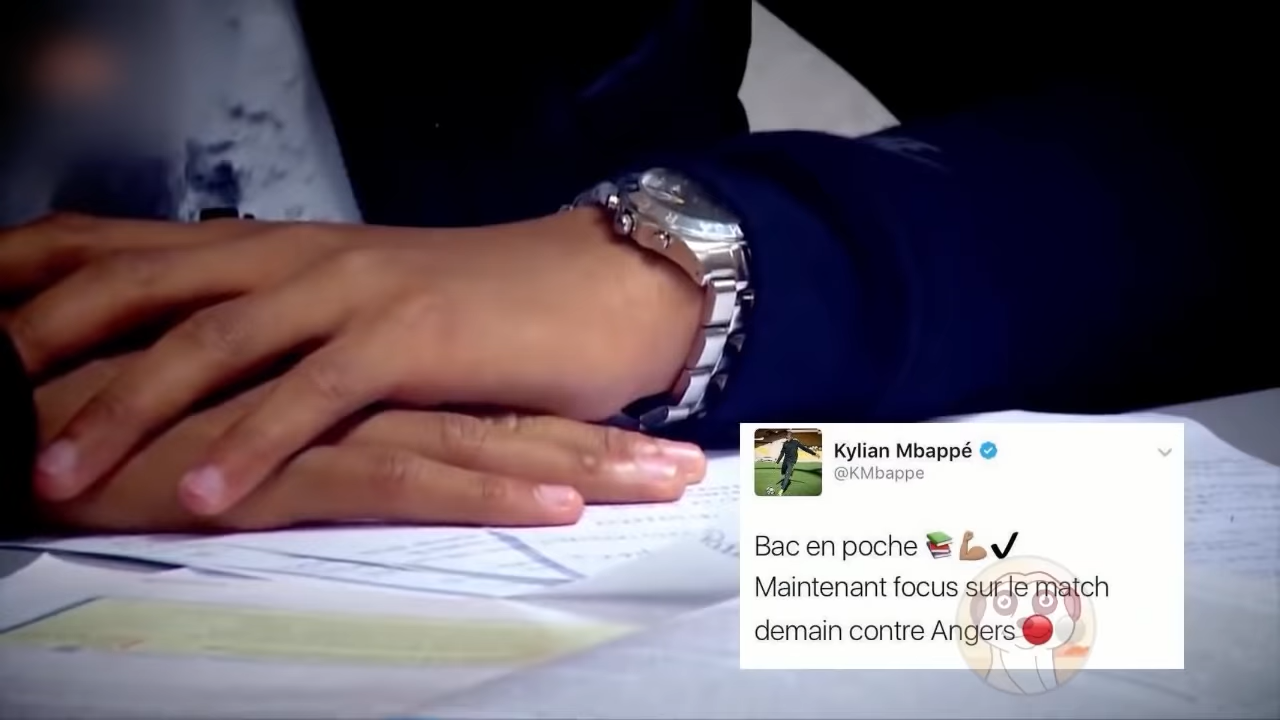 Kylian Mbappé
@KMbappe
Bac en poche 📚💪🏽✔
Maintenant focus sur le match
demain contre Angers 🔴